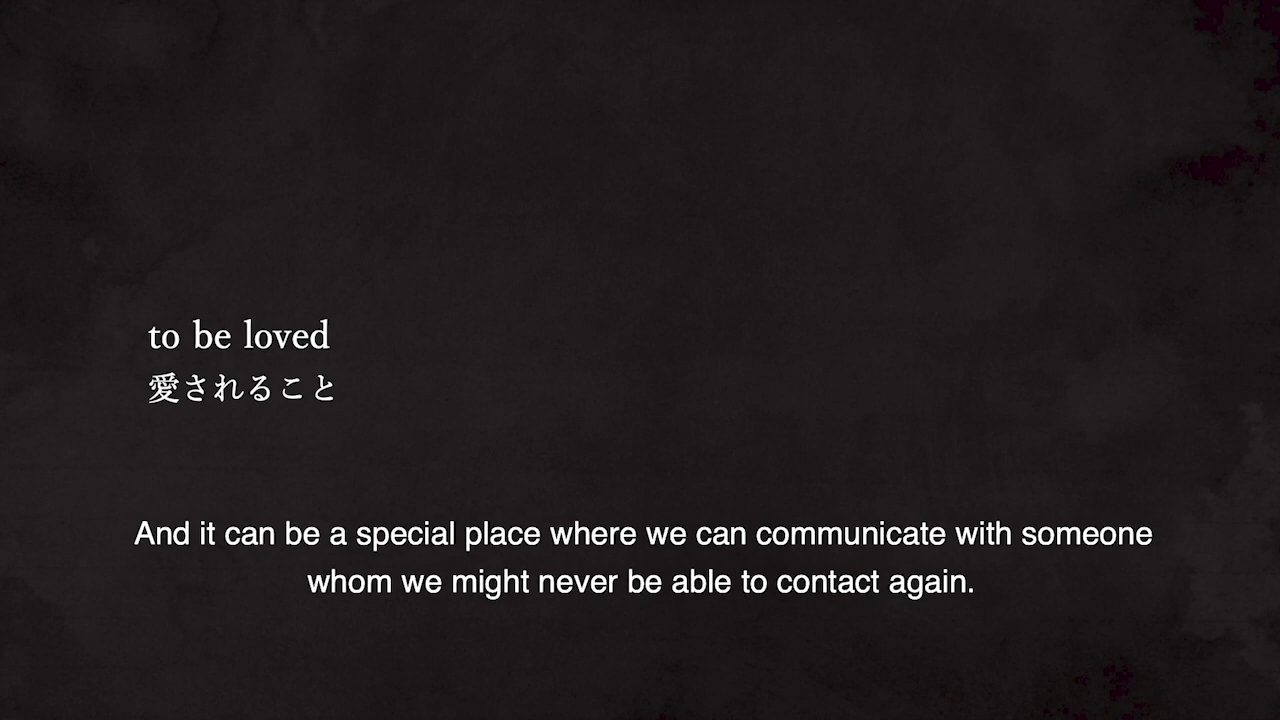 to be loved
愛されること
And it can be a special place where we can communicate with someone
whom we might never be able to contact again.